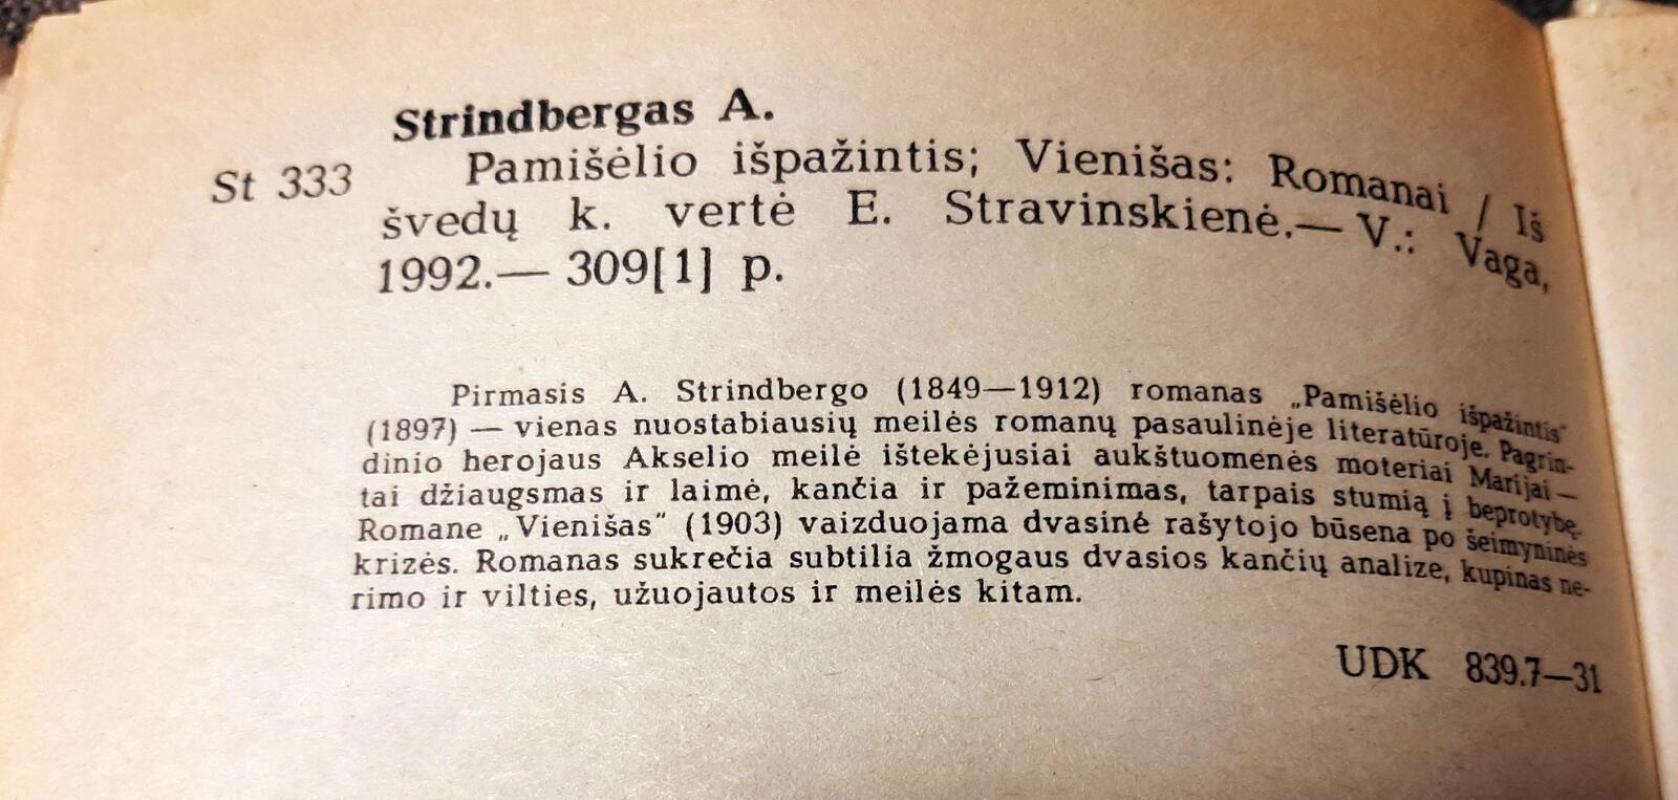 Strindbergas A.
St 333 Pamišėlio išpažintis; Vienišas: Romanai / Iš
švedų k. vertė E. Stravinskienė.— V.: Vaga,
1992.— 309[1] p.
Pirmasis A. Strindbergo (1849—1912) romanas „Pamišėlio išpažintis“
(1897) — vienas nuostabiausių meilės romanų pasaulinėje literatūroje. Pagrin-
dinio herojaus Akselio meilė ištekėjusiai aukštuomenės moteriai Marijai —
tai džiaugsmas ir laimė, kančia ir pažeminimas, tarpais stumią į beprotybę.
Romane „Vienišas“ (1903) vaizduojama dvasinė rašytojo būsena po šeimyninės
krizės. Romanas sukrečia subtilia žmogaus dvasios kančių analize, kupinas ne-
rimo ir vilties, užuojautos ir meilės kitam.
UDK 839.7—31